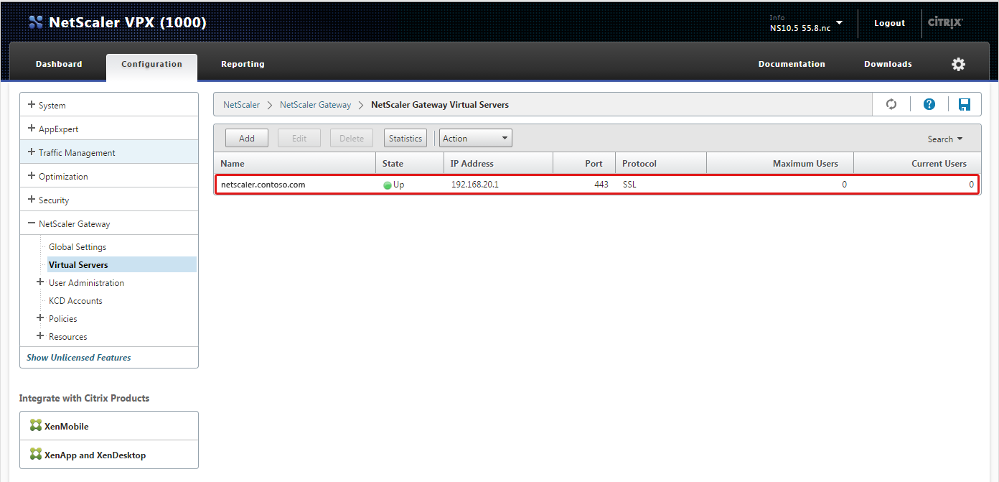 NetScaler VPX (1000)
Info
NS10.5 55.8.nc
Logout
CITRIX
Dashboard
Configuration
Reporting
Documentation
Downloads
System
AppExpert
Traffic Management
Optimization
Security
NetScaler Gateway
Global Settings
Virtual Servers
User Administration
KCD Accounts
Policies
Resources
Show Unlicensed Features
Integrate with Citrix Products
XenMobile
XenApp and XenDesktop
NetScaler > NetScaler Gateway > NetScaler Gateway Virtual Servers
?
Add Edit Delete Statistics Action Search
Name State IP Address Port Protocol Maximum Users Current Users
netscaler.contoso.com Up 192.168.20.1 443 SSL 0 0